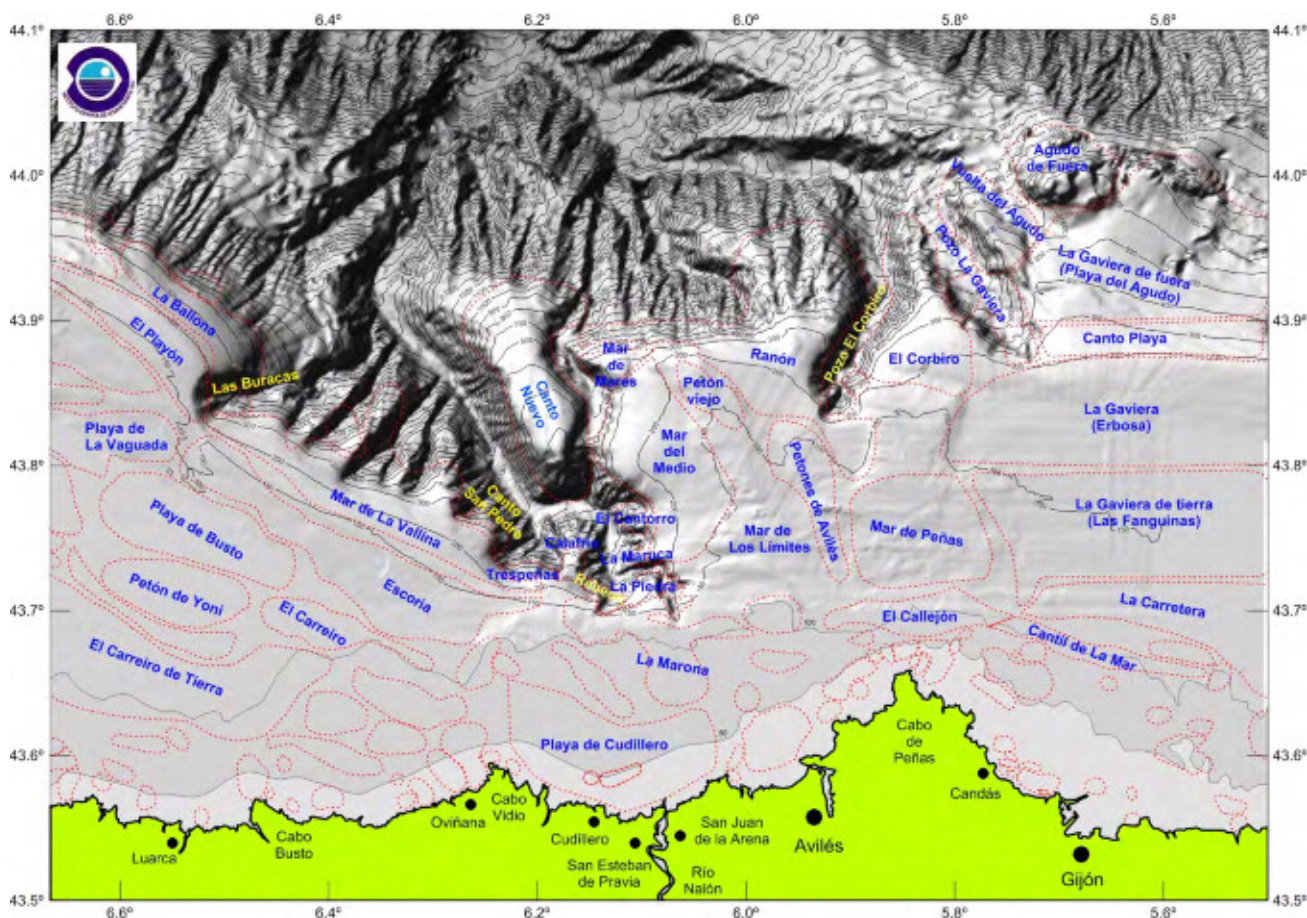 6.6° 6.4° 6.2° 6.0° 5.8° 5.6°
44.1° 44.1°
44.0° 44.0°
43.9° 43.9°
43.8° 43.8°
43.7° 43.7°
43.6° 43.6°
43.5° 43.5°
Agudo
de Fuera
Vuelta del Agudo
Pozo La Gaviera
La Gaviera de fuera
(Playa del Agudo)
La Ballona
El Playón
Las Buracas
Canto
Nuevo
Mar
de
Mares
Ranón
Pozo El Corbiro
El Corbiro
Canto Playa
Petón
viejo
La Gaviera
(Erbosa)
Playa de
La Vaguada
Mar
del
Medio
Petones de Avilés
Mar de La Vallina
Canto
San Pedro
El Cantorro
La Gaviera de tierra
(Las Fanguinas)
Playa de Busto
Calafrio
La Maruca
Mar de
Los Límites
Mar de Peñas
Trespeñas
La Piedra
Petón de Yoni
Escoria
El Carreiro
El Callejón
La Carretera
Cantil de La Mar
El Carreiro de Tierra
La Marona
Playa de Cudillero
Cabo
de
Peñas
Candás
Luarca
Cabo
Busto
Oviñana
Cabo
Vidio
Cudillero
San Esteban
de Pravia
San Juan
de la Arena
Río
Nalón
Avilés
Gijón
6.6° 6.4° 6.2° 6.0° 5.8° 5.6°